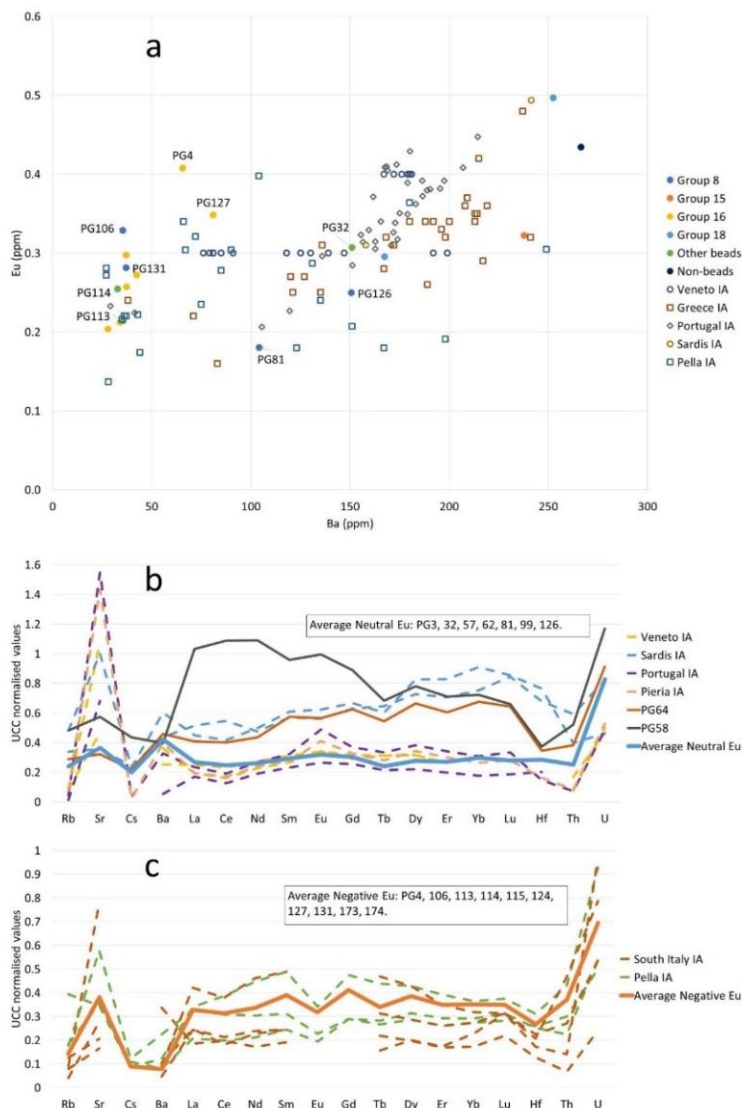 a
0.6
0.5
0.4
0.3
0.2
0.1
0.0
Eu (ppm)
PG4
PG127
PG106
PG131
PG114
PG113
PG32
PG126
PG81
0 50 100 150 200 250 300
Ba (ppm)
Group 8
Group 15
Group 16
Group 18
Other beads
Non-beads
Veneto IA
Greece IA
Portugal IA
Sardis IA
Pella IA
b
1.6
1.4
1.2
1
0.8
0.6
0.4
0.2
0
UCC normalised values
Average Neutral Eu: PG3, 32, 57, 62, 81, 99, 126.
Rb Sr Cs Ba La Ce Nd Sm Eu Gd Tb Dy Er Yb Lu Hf Th U
Veneto IA
Sardis IA
Portugal IA
Pieria IA
PG64
PG58
Average Neutral Eu
c
1
0.9
0.8
0.7
0.6
0.5
0.4
0.3
0.2
0.1
0
UCC normalised values
Average Negative Eu: PG4, 106, 113, 114, 115, 124,
127, 131, 173, 174.
Rb Sr Cs Ba La Ce Nd Sm Eu Gd Tb Dy Er Yb Lu Hf Th U
South Italy IA
Pella IA
Average Negative Eu